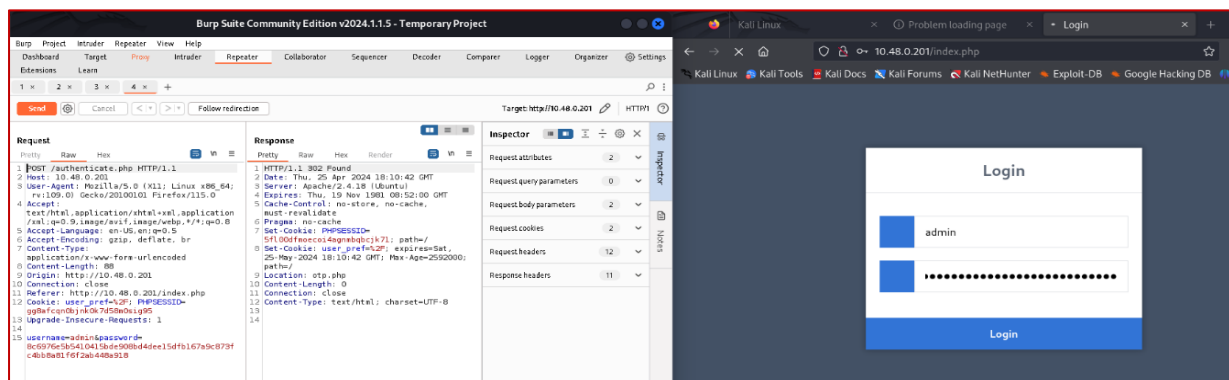 Burp Suite Community Edition v2024.1.1.5 - Temporary Project
Burp Project Intruder Repeater View Help
Dashboard Target Proxy Intruder Repeater Collaborator Sequencer Decoder Comparer Logger Organizer Settings
Extensions Learn
1 × 2 × 3 × 4 × +
Send Cancel < > Follow redirection Target: http://10.48.0.201 HTTP/1
Request
Pretty Raw Hex
1 POST /authenticate.php HTTP/1.1
2 Host: 10.48.0.201
3 User-Agent: Mozilla/5.0 (X11; Linux x86_64;
rv:109.0) Gecko/20100101 Firefox/115.0
4 Accept:
text/html,application/xhtml+xml,application
/xml;q=0.9,image/avif,image/webp,*/*;q=0.8
5 Accept-Language: en-US,en;q=0.5
6 Accept-Encoding: gzip, deflate, br
7 Content-Type:
application/x-www-form-urlencoded
8 Content-Length: 88
9 Origin: http://10.48.0.201
10 Connection: close
11 Referer: http://10.48.0.201/index.php
12 Cookie: user_pref=%2F; PHPSESSID=
13 Upgrade-Insecure-Requests: 1
14
15 username=admin&password=
Response
Pretty Raw Hex Render
1 HTTP/1.1 302 Found
2 Date: Thu, 25 Apr 2024 18:10:42 GMT
3 Server: Apache/2.4.18 (Ubuntu)
4 Expires: Thu, 19 Nov 1981 08:52:00 GMT
5 Cache-Control: no-store, no-cache,
must-revalidate
6 Pragma: no-cache
7 Set-Cookie: PHPSESSID=
path=/
8 Set-Cookie: user_pref=%2F; expires=Sat,
25-May-2024 18:10:42 GMT; Max-Age=2592000;
path=/
9 Location: otp.php
10 Content-Length: 0
11 Connection: close
12 Content-Type: text/html; charset=UTF-8
13
14
Inspector
Request attributes 2
Request query parameters 0
Request body parameters 2
Request cookies 2
Request headers 12
Response headers 11
Inspector
Notes
Kali Linux × Problem loading page × Login × +
10.48.0.201/index.php
Kali Linux Kali Tools Kali Docs Kali Forums Kali NetHunter Exploit-DB Google Hacking DB
Login
admin
Login